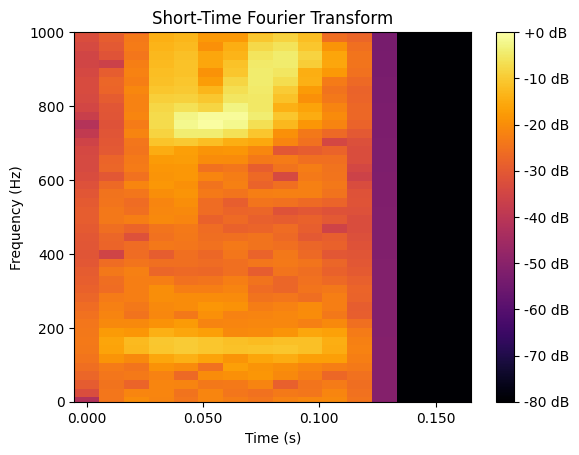 Short-Time Fourier Transform
1000
800
600
400
200
0
Frequency (Hz)
0.000
0.050
0.100
0.150
Time (s)
+0 dB
-10 dB
-20 dB
-30 dB
-40 dB
-50 dB
-60 dB
-70 dB
-80 dB